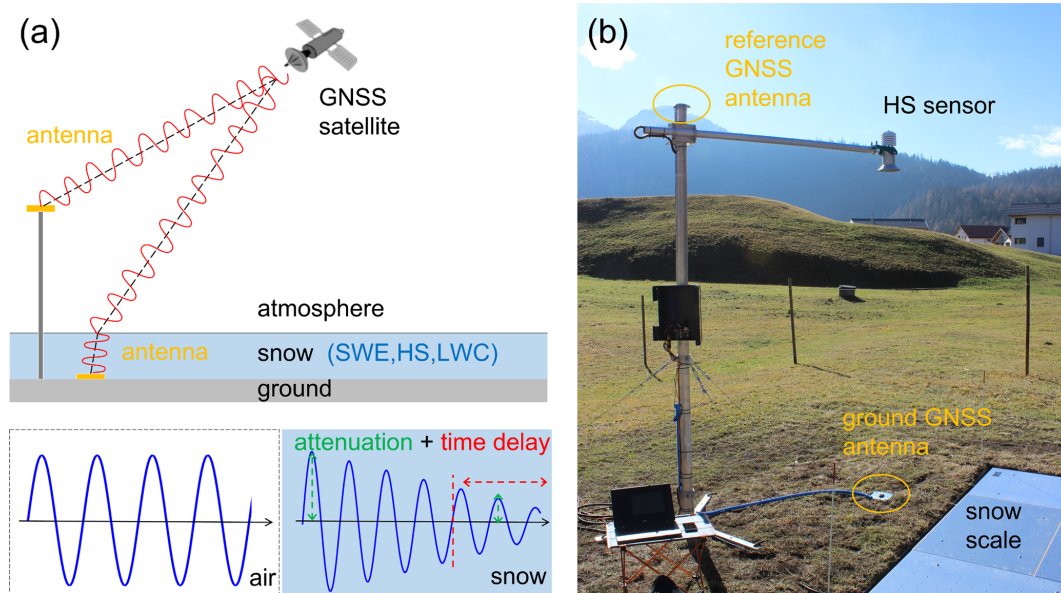 (a)
GNSS
satellite
antenna
atmosphere
antenna
snow (SWE,HS,LWC)
ground
air
attenuation + time delay
snow
(b)
reference
GNSS
antenna
HS sensor
ground GNSS
antenna
snow
scale